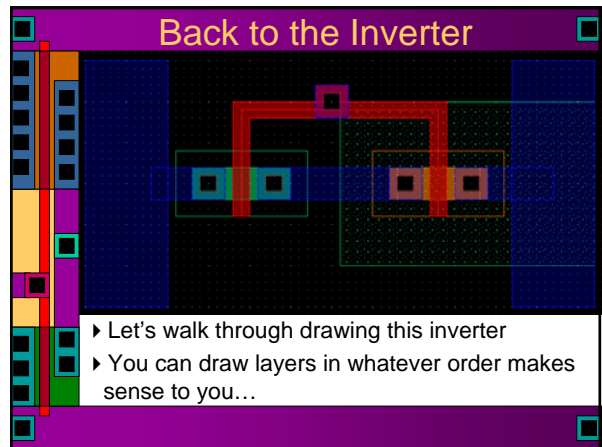 Back to the Inverter
Let's walk through drawing this inverter
You can draw layers in whatever order makes
sense to you…